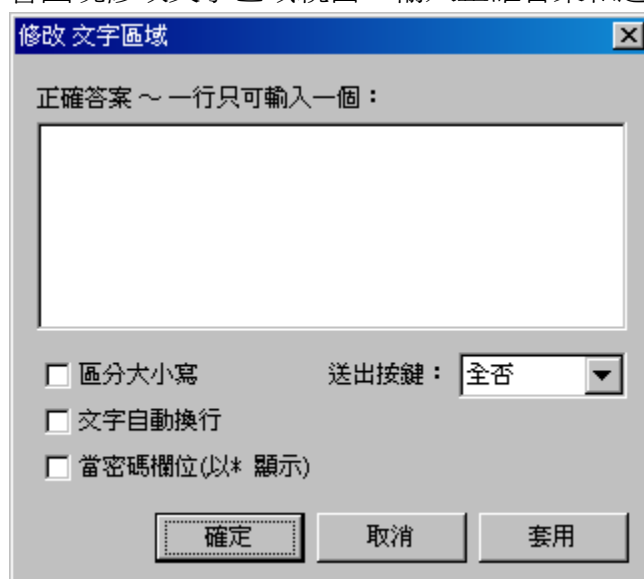 修改 文字區域
正確答案 ~ 一行只可輸入一個：
區分大小寫
送出按鍵： 全否
文字自動換行
當密碼欄位(以* 顯示)
確定 取消 套用